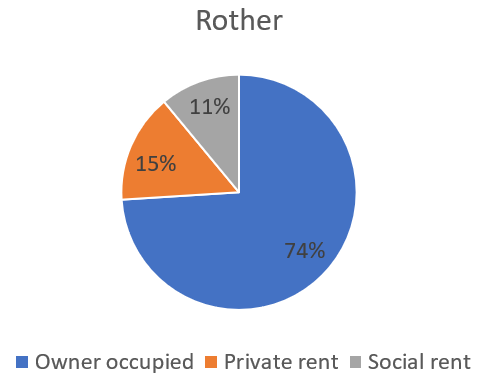 Rother
11%
15%
74%
Owner occupied Private rent Social rent